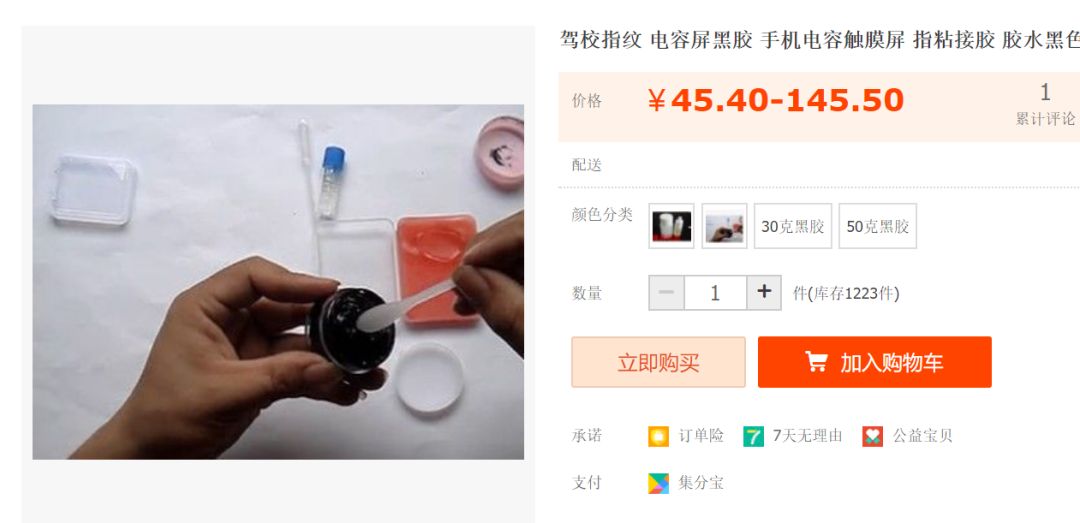 驾校指纹 电容屏黑胶 手机电容触膜屏 指粘接胶 胶水黑色
价格 ￥45.40-145.50 1
累计评论
配送
颜色分类 30克黑胶 50克黑胶
数量 － 1 + 件(库存1223件)
立即购买 加入购物车
承诺 订单险 7 7天无理由 公益宝贝
支付 集分宝